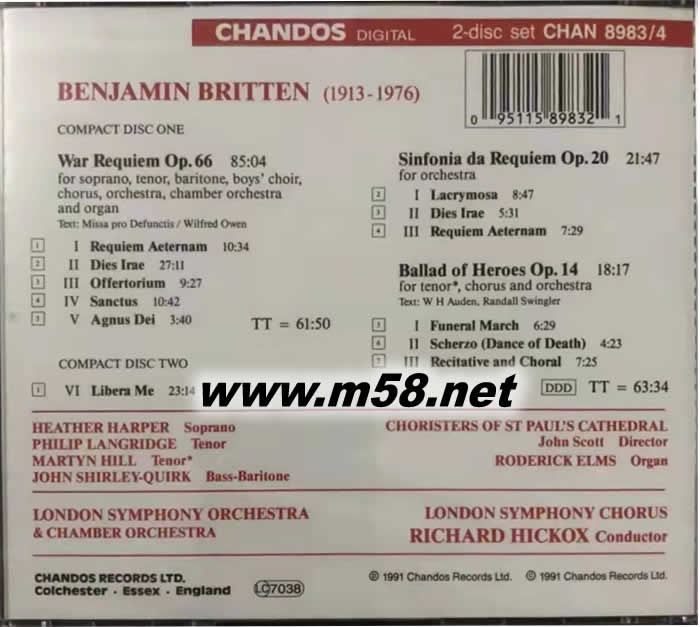 CHANDOS DIGITAL 2-disc set CHAN 8983/4
BENJAMIN BRITTEN (1913-1976)
0 95115 89832 1
COMPACT DISC ONE
War Requiem Op. 66 85:04
for soprano, tenor, baritone, boys' choir,
chorus, orchestra, chamber orchestra
and organ
Text: Missa pro Defunctis / Wilfred Owen
1 I Requiem Aeternam 10:34
2 II Dies Irae 27:11
3 III Offertorium 9:27
4 IV Sanctus 10:42
5 V Agnus Dei 3:40 TT = 61:50
COMPACT DISC TWO
1 VI Libera Me 23:14
Sinfonia da Requiem Op. 20 21:47
for orchestra
2 I Lacrymosa 8:47
3 II Dies Irae 5:31
4 III Requiem Aeternam 7:29
Ballad of Heroes Op. 14 18:17
for tenor*, chorus and orchestra
Text: W H Auden, Randall Swingler
5 I Funeral March 6:29
6 II Scherzo (Dance of Death) 4:23
7 III Recitative and Choral 7:25
DDD TT = 63:34
www.m58.net
HEATHER HARPER Soprano
PHILIP LANGRIDGE Tenor
MARTYN HILL Tenor*
JOHN SHIRLEY-QUIRK Bass-Baritone
CHORISTERS OF ST PAUL'S CATHEDRAL
John Scott Director
RODERICK ELMS Organ
LONDON SYMPHONY ORCHESTRA
& CHAMBER ORCHESTRA
LONDON SYMPHONY CHORUS
RICHARD HICKOX Conductor
CHANDOS RECORDS LTD.
Colchester · Essex · England
LC7038
℗ 1991 Chandos Records Ltd. © 1991 Chandos Records Ltd.